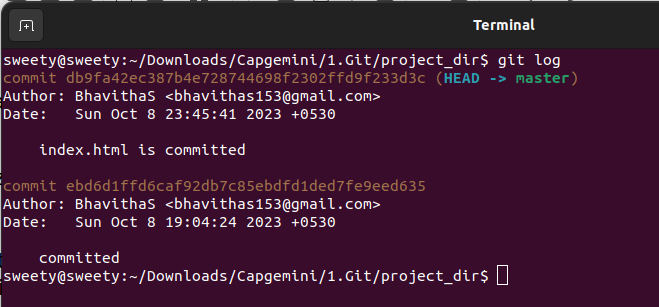 Terminal
sweety@sweety:~/Downloads/Capgemini/1.Git/project_dir$ git log
commit db9fa42ec387b4e728744698f2302ffd9f233d3c (HEAD -> master)
Author: BhavithaS <bhavithas153@gmail.com>
Date:   Sun Oct 8 23:45:41 2023 +0530
index.html is committed
commit ebd6d1ffd6caf92db7c85ebdfd1ded7fe9eed635
Author: BhavithaS <bhavithas153@gmail.com>
Date:   Sun Oct 8 19:04:24 2023 +0530
committed
sweety@sweety:~/Downloads/Capgemini/1.Git/project_dir$